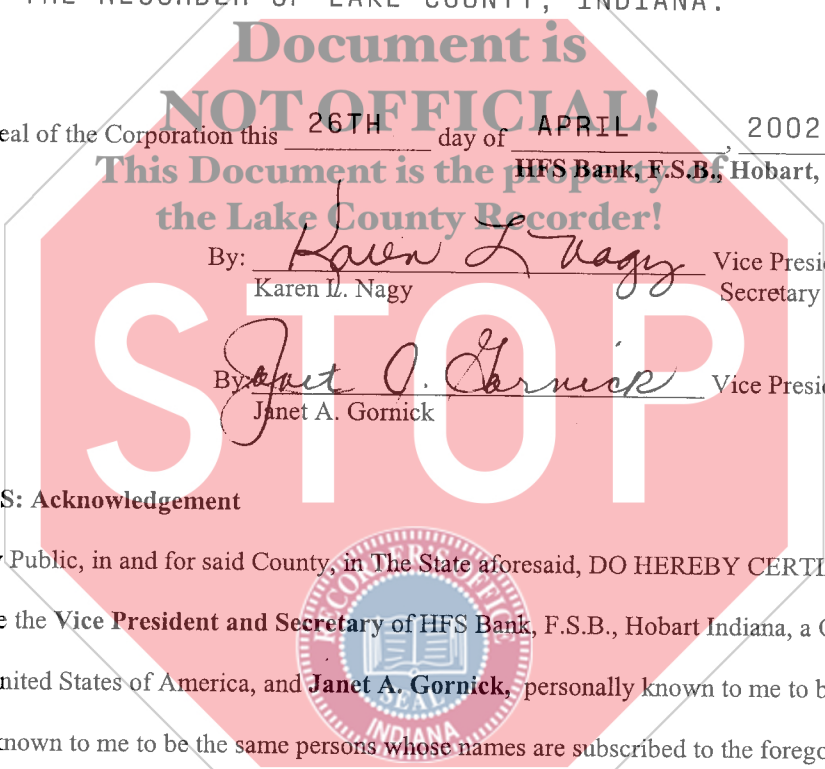 THE RECORDER OF LAKE COUNTY, INDIANA.
Document is
NOT OFFICIAL!
eal of the Corporation this 26TH day of APRIL, 2002
This Document is the property of
HFS Bank, F.S.B., Hobart,
the Lake County Recorder!
By: Karen L. Nagy Vice Presi
Karen L. Nagy Secretary
By: Janet A. Gornick Vice Presi
Janet A. Gornick
STOP
S: Acknowledgement
y Public, in and for said County, in The State aforesaid, DO HEREBY CERTI
e the Vice President and Secretary of HFS Bank, F.S.B., Hobart Indiana, a
nited States of America, and Janet A. Gornick, personally known to me to b
known to me to be the same persons whose names are subscribed to the forego
RECORDER'S OFFICE
SEAL
INDIANA